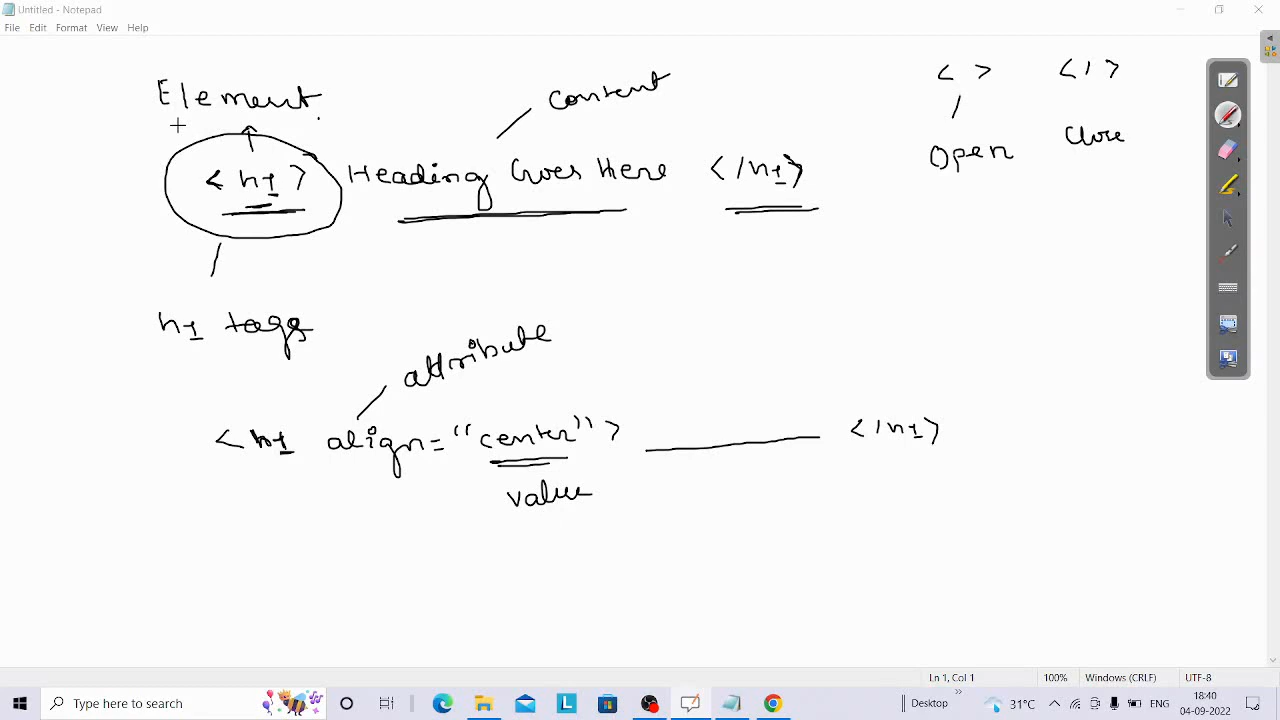 Untitled - Notepad
File Edit Format View Help
Element
content
< >
</>
Open
Close
<h1> Heading Goes Here </h1>
h1 tags
attribute
<h1 align="center"> </h1>
value
Ln 1, Col 1 100% Windows (CRLF) UTF-8
Type here to search
L
Desktop
31°C
ENG
18:40
04-09-2022